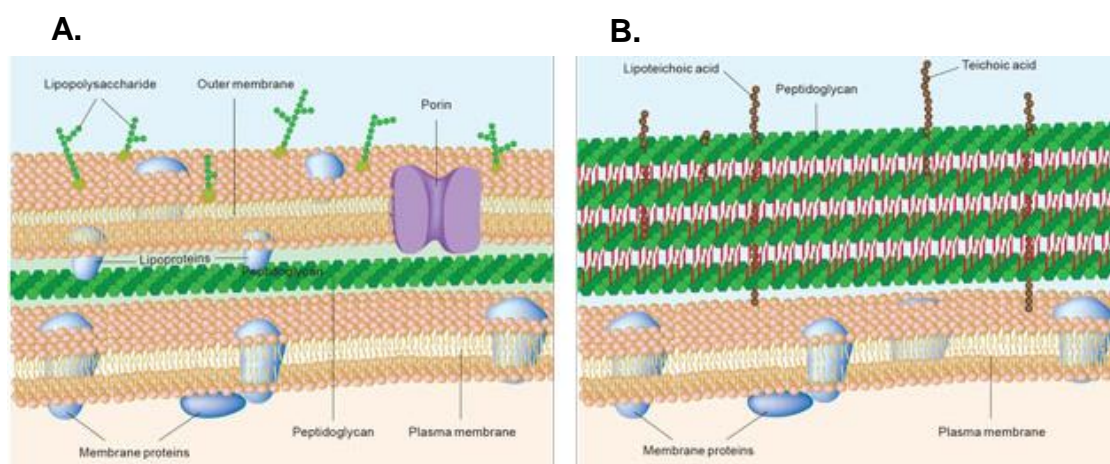 A.
Lipopolysaccharide
Outer membrane
Porin
Lipoproteins
Peptidoglycan
Peptidoglycan
Plasma membrane
Membrane proteins
B.
Lipoteichoic acid
Peptidoglycan
Teichoic acid
Plasma membrane
Membrane proteins